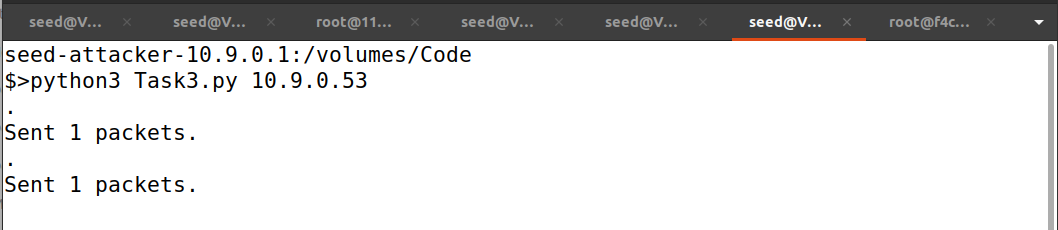 seed@V... × seed@V... × root@11... × seed@V... × seed@V... × seed@V... × root@f4c... ×
seed-attacker-10.9.0.1:/volumes/Code
$>python3 Task3.py 10.9.0.53
.
Sent 1 packets.
.
Sent 1 packets.